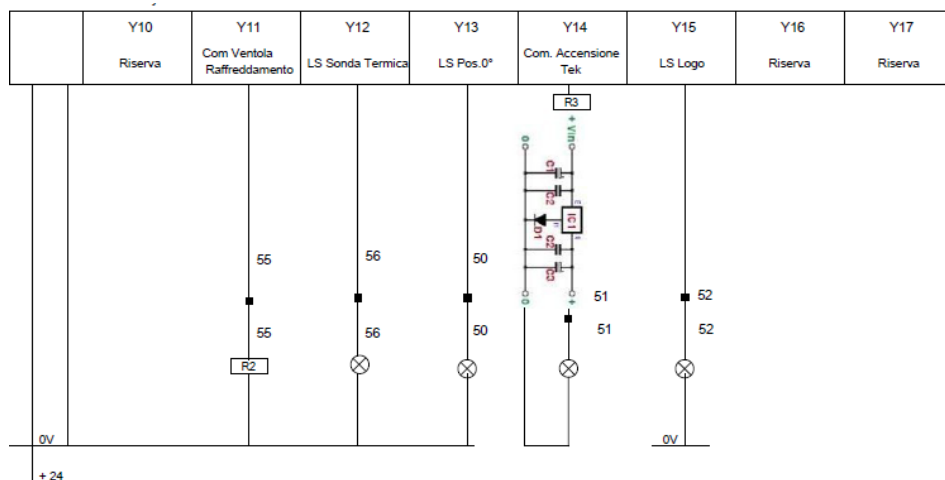 Y10
Y11
Y12
Y13
Y14
Y15
Y16
Y17
Riserva
Com Ventola
Raffreddamento
LS Sonda Termica
LS Pos.0°
Com. Accensione
Tek
LS Logo
Riserva
Riserva
R3
0
+ Vin
C1
C2
IC1
D1
C2
C3
0
+
55
56
50
51
52
55
56
50
51
52
R2
0V
0V
+ 24